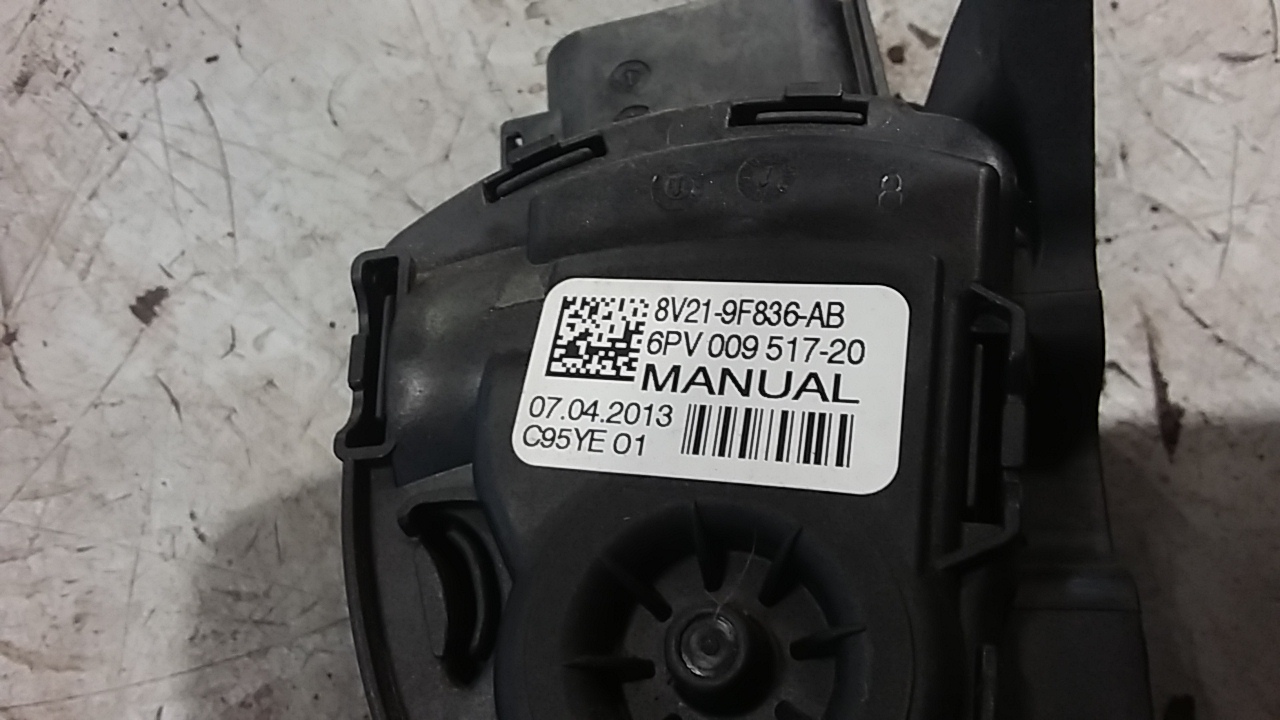 8V21-9F836-AB
6PV 009 517-20
MANUAL
07.04.2013
C95YE 01